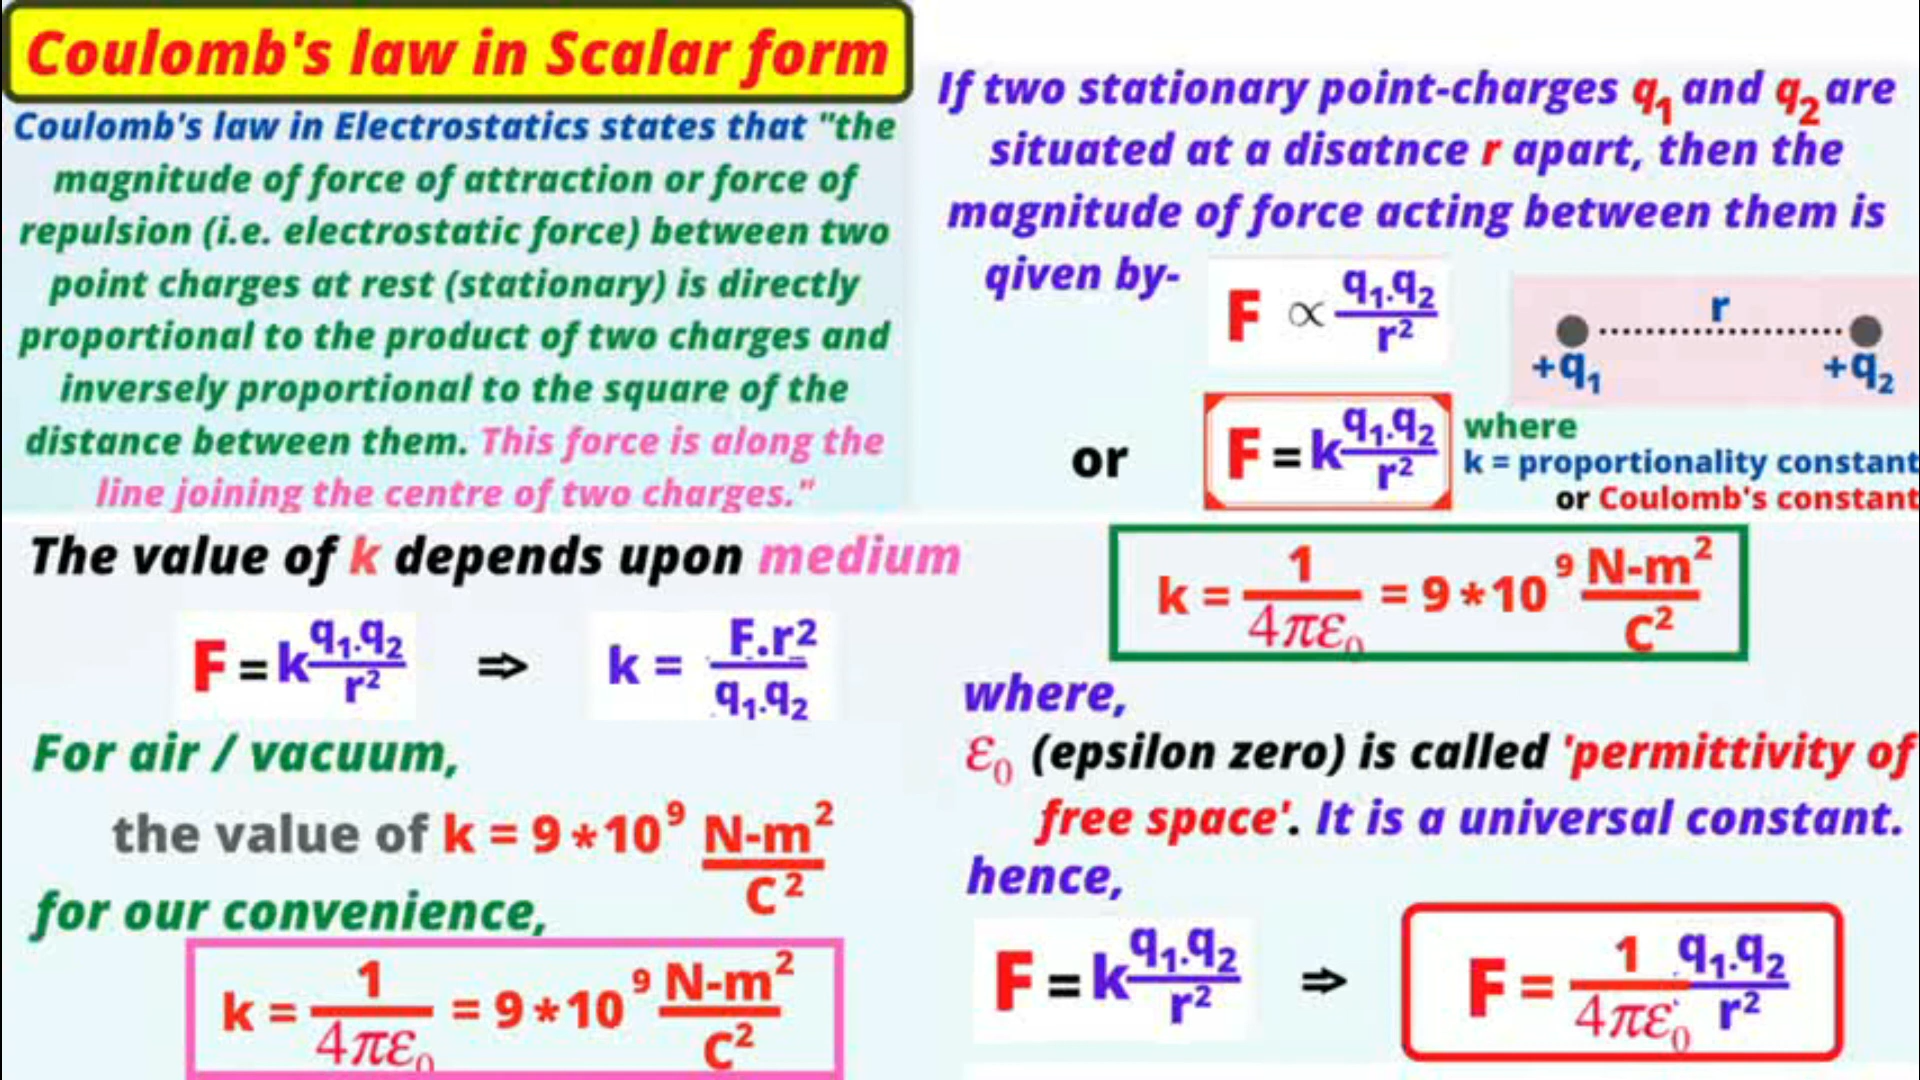 Coulomb's law in Scalar form
Coulomb's law in Electrostatics states that "the
magnitude of force of attraction or force of
repulsion (i.e. electrostatic force) between two
point charges at rest (stationary) is directly
proportional to the product of two charges and
inversely proportional to the square of the
distance between them. This force is along the
line joining the centre of two charges."
If two stationary point-charges q₁ and q₂ are
situated at a disatnce r apart, then the
magnitude of force acting between them is
qiven by-
F ∝ q₁.q₂ / r²
r
+q₁ +q₂
or F = k q₁.q₂ / r²
where
k = proportionality constant
or Coulomb's constant
The value of k depends upon medium
F = k q₁.q₂ / r² ⇒ k = F.r² / q₁.q₂
For air / vacuum,
the value of k = 9*10⁹ N-m² / C²
for our convenience,
k = 1 / 4πε₀ = 9*10⁹ N-m² / C²
k = 1 / 4πε₀ = 9*10⁹ N-m² / C²
where,
ε₀ (epsilon zero) is called 'permittivity of
free space'. It is a universal constant.
hence,
F = k q₁.q₂ / r² ⇒ F = 1 / 4πε₀ q₁.q₂ / r²